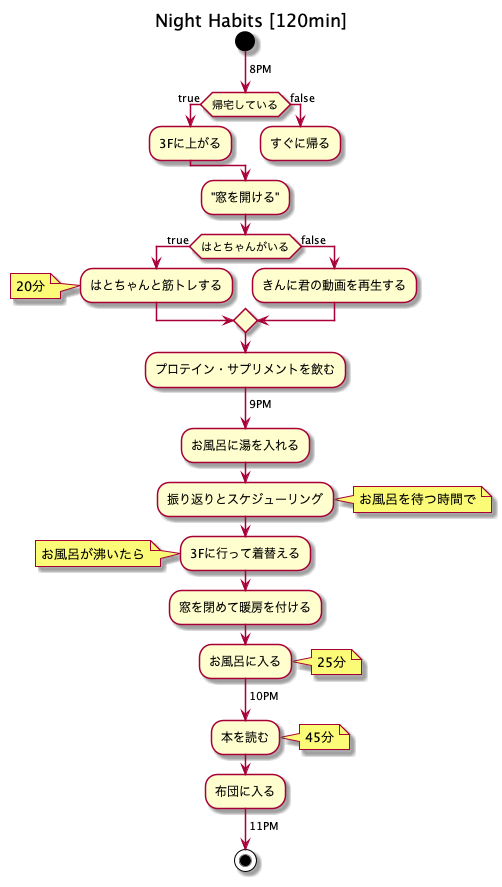 Night Habits [120min]
8PM
true
帰宅している
false
3Fに上がる
すぐに帰る
"窓を開ける"
true
はとちゃんがいる
false
20分
はとちゃんと筋トレする
きんに君の動画を再生する
プロテイン・サプリメントを飲む
9PM
お風呂に湯を入れる
振り返りとスケジューリング
お風呂を待つ時間で
お風呂が沸いたら
3Fに行って着替える
窓を閉めて暖房を付ける
お風呂に入る
25分
10PM
本を読む
45分
布団に入る
11PM